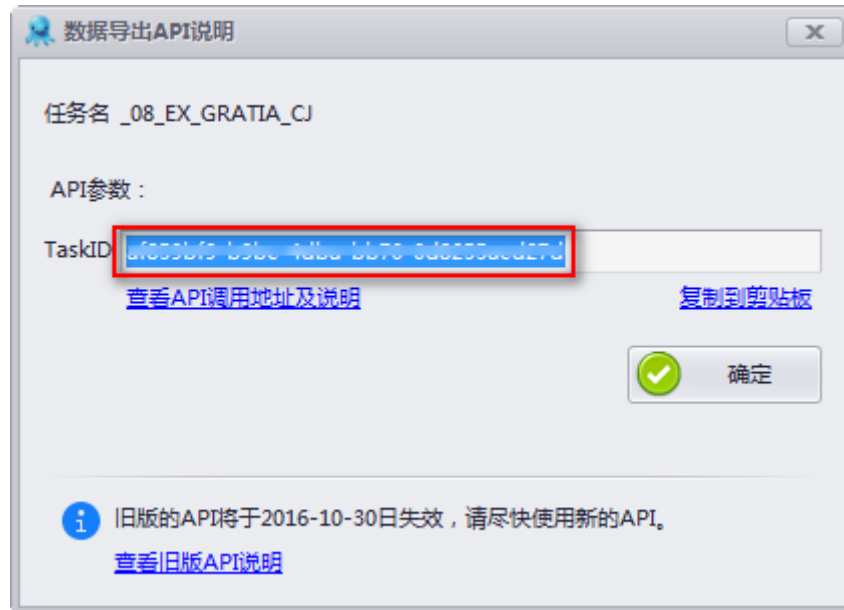 数据导出API说明
任务名 _08_EX_GRATIA_CJ
API参数：
TaskID
查看API调用地址及说明 复制到剪贴板
确定
旧版的API将于2016-10-30日失效，请尽快使用新的API。
查看旧版API说明